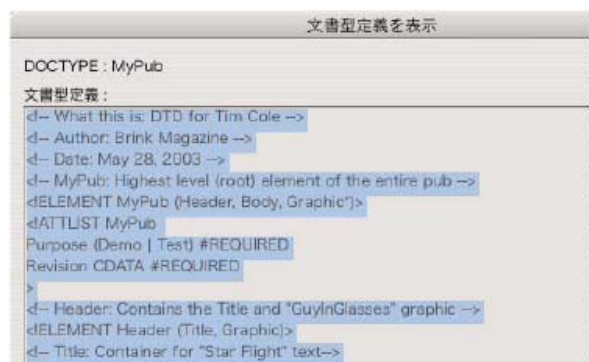 文書型定義を表示
DOCTYPE : MyPub
文書型定義 :
<!-- What this is: DTD for Tim Cole -->
<!-- Author: Brink Magazine -->
<!-- Date: May 28, 2003 -->
<!-- MyPub: Highest level (root) element of the entire pub -->
<!ELEMENT MyPub (Header, Body, Graphic*)>
<!ATTLIST MyPub
Purpose (Demo | Test) #REQUIRED
Revision CDATA #REQUIRED
>
<!-- Header: Contains the Title and "GuyInGlasses" graphic -->
<!ELEMENT Header (Title, Graphic)>
<!-- Title: Container for "Star Flight" text-->